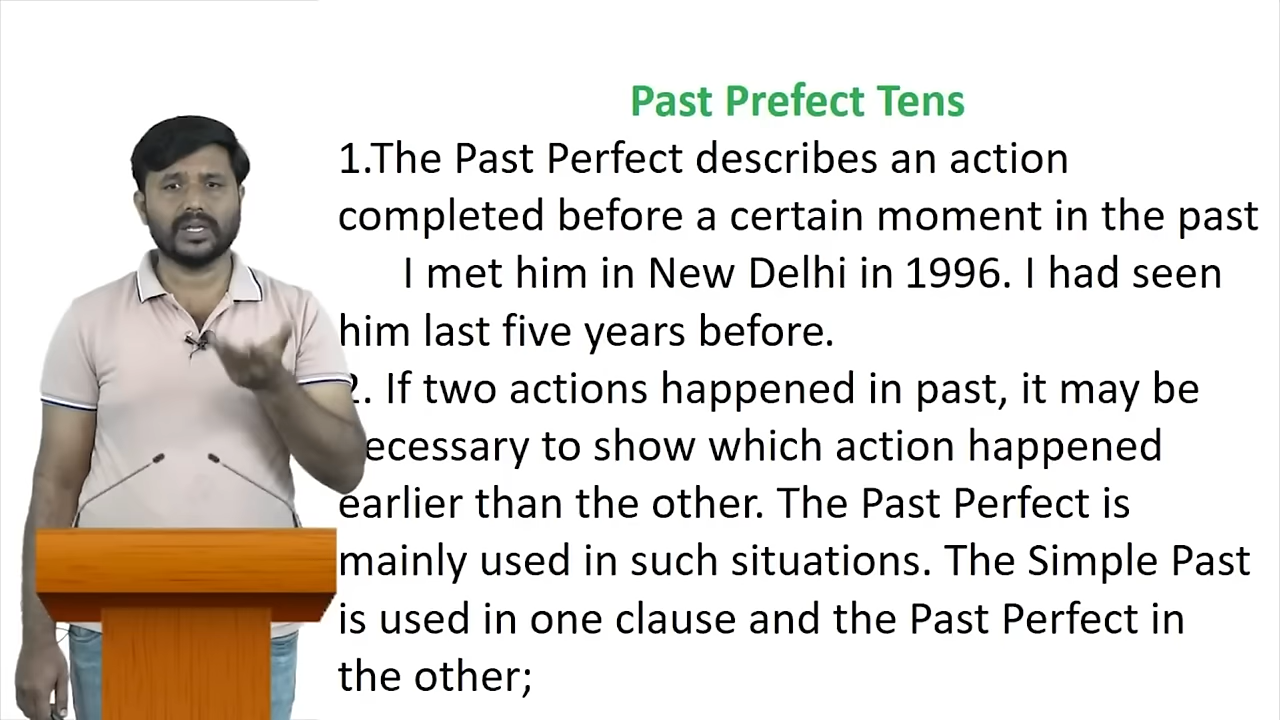 Past Prefect Tens
1.The Past Perfect describes an action
completed before a certain moment in the past
I met him in New Delhi in 1996. I had seen
him last five years before.
2. If two actions happened in past, it may be
necessary to show which action happened
earlier than the other. The Past Perfect is
mainly used in such situations. The Simple Past
is used in one clause and the Past Perfect in
the other;